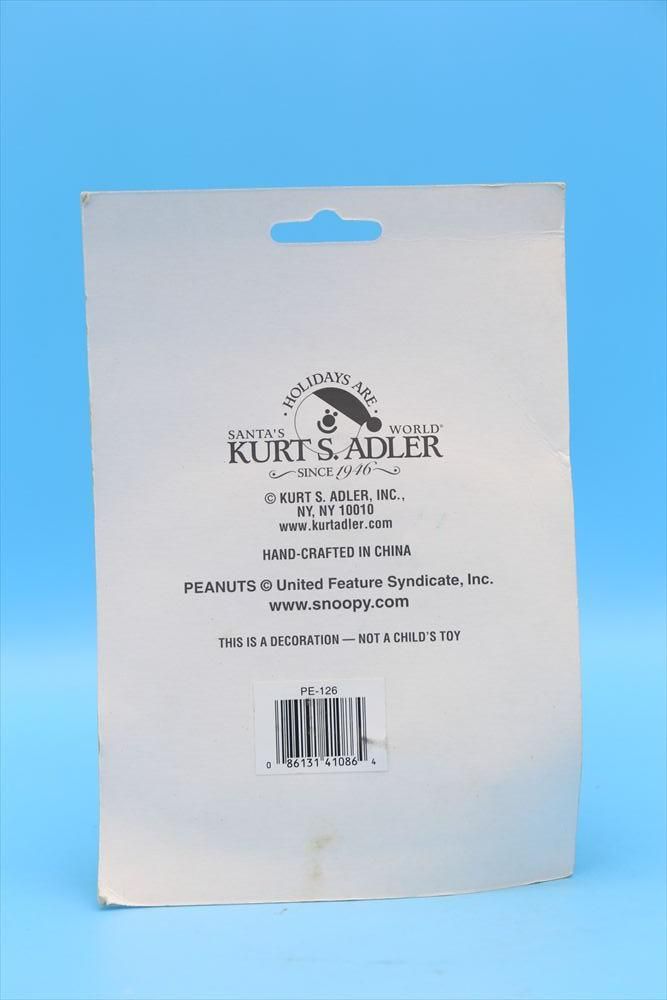 · HOLIDAYS ARE ·
SANTA'S WORLD®
KURT S. ADLER
SINCE 1946
© KURT S. ADLER, INC.,
NY, NY 10010
www.kurtadler.com
HAND-CRAFTED IN CHINA
PEANUTS © United Feature Syndicate, Inc.
www.snoopy.com
THIS IS A DECORATION — NOT A CHILD'S TOY
PE-126
0 86131 41086 4